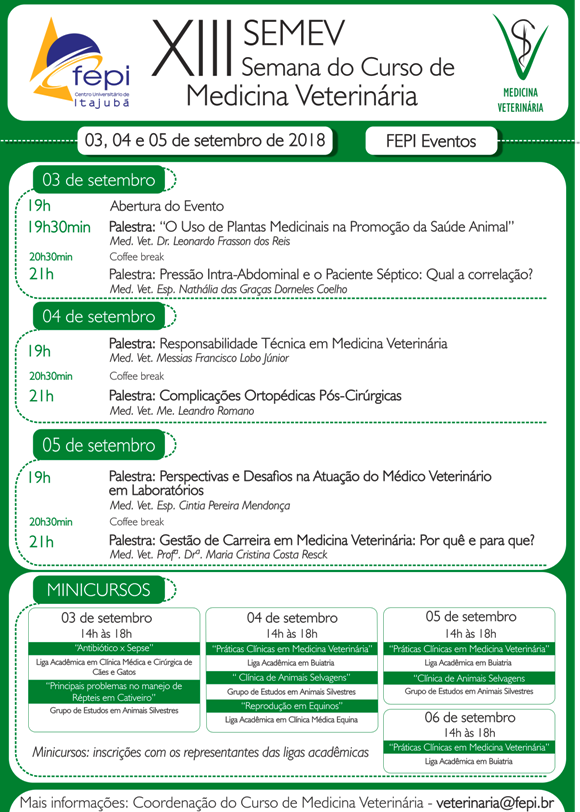 fepi
Centro Universitário de
Itajubá
XIII SEMEV
Semana do Curso de
Medicina Veterinária
MEDICINA
VETERINÁRIA
03, 04 e 05 de setembro de 2018
FEPI Eventos
03 de setembro
19h Abertura do Evento
19h30min Palestra: “O Uso de Plantas Medicinais na Promoção da Saúde Animal”
Med. Vet. Dr. Leonardo Frasson dos Reis
20h30min Coffee break
21h Palestra: Pressão Intra-Abdominal e o Paciente Séptico: Qual a correlação?
Med. Vet. Esp. Nathália das Graças Dorneles Coelho
04 de setembro
19h Palestra: Responsabilidade Técnica em Medicina Veterinária
Med. Vet. Messias Francisco Lobo Júnior
20h30min Coffee break
21h Palestra: Complicações Ortopédicas Pós-Cirúrgicas
Med. Vet. Me. Leandro Romano
05 de setembro
19h Palestra: Perspectivas e Desafios na Atuação do Médico Veterinário
em Laboratórios
Med. Vet. Esp. Cintia Pereira Mendonça
20h30min Coffee break
21h Palestra: Gestão de Carreira em Medicina Veterinária: Por quê e para que?
Med. Vet. Profª. Drª. Maria Cristina Costa Resck
MINICURSOS
03 de setembro
14h às 18h
“Antibiótico x Sepse”
Liga Acadêmica em Clínica Médica e Cirúrgica de
Cães e Gatos
“Principais problemas no manejo de
Répteis em Cativeiro”
Grupo de Estudos em Animais Silvestres
04 de setembro
14h às 18h
“Práticas Clínicas em Medicina Veterinária”
Liga Acadêmica em Buiatria
“ Clínica de Animais Selvagens”
Grupo de Estudos em Animais Silvestres
“Reprodução em Equinos”
Liga Acadêmica em Clínica Médica Equina
05 de setembro
14h às 18h
“Práticas Clínicas em Medicina Veterinária”
Liga Acadêmica em Buiatria
“Clínica de Animais Selvagens
Grupo de Estudos em Animais Silvestres
06 de setembro
14h às 18h
“Práticas Clínicas em Medicina Veterinária”
Liga Acadêmica em Buiatria
Minicursos: inscrições com os representantes das ligas acadêmicas
Mais informações: Coordenação do Curso de Medicina Veterinária - veterinaria@fepi.br